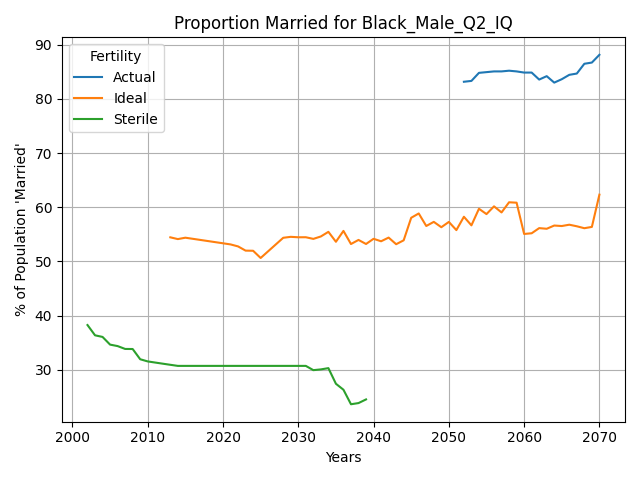 Proportion Married for Black_Male_Q2_IQ
Fertility
Actual
Ideal
Sterile
% of Population 'Married'
90
80
70
60
50
40
30
2000 2010 2020 2030 2040 2050 2060 2070
Years